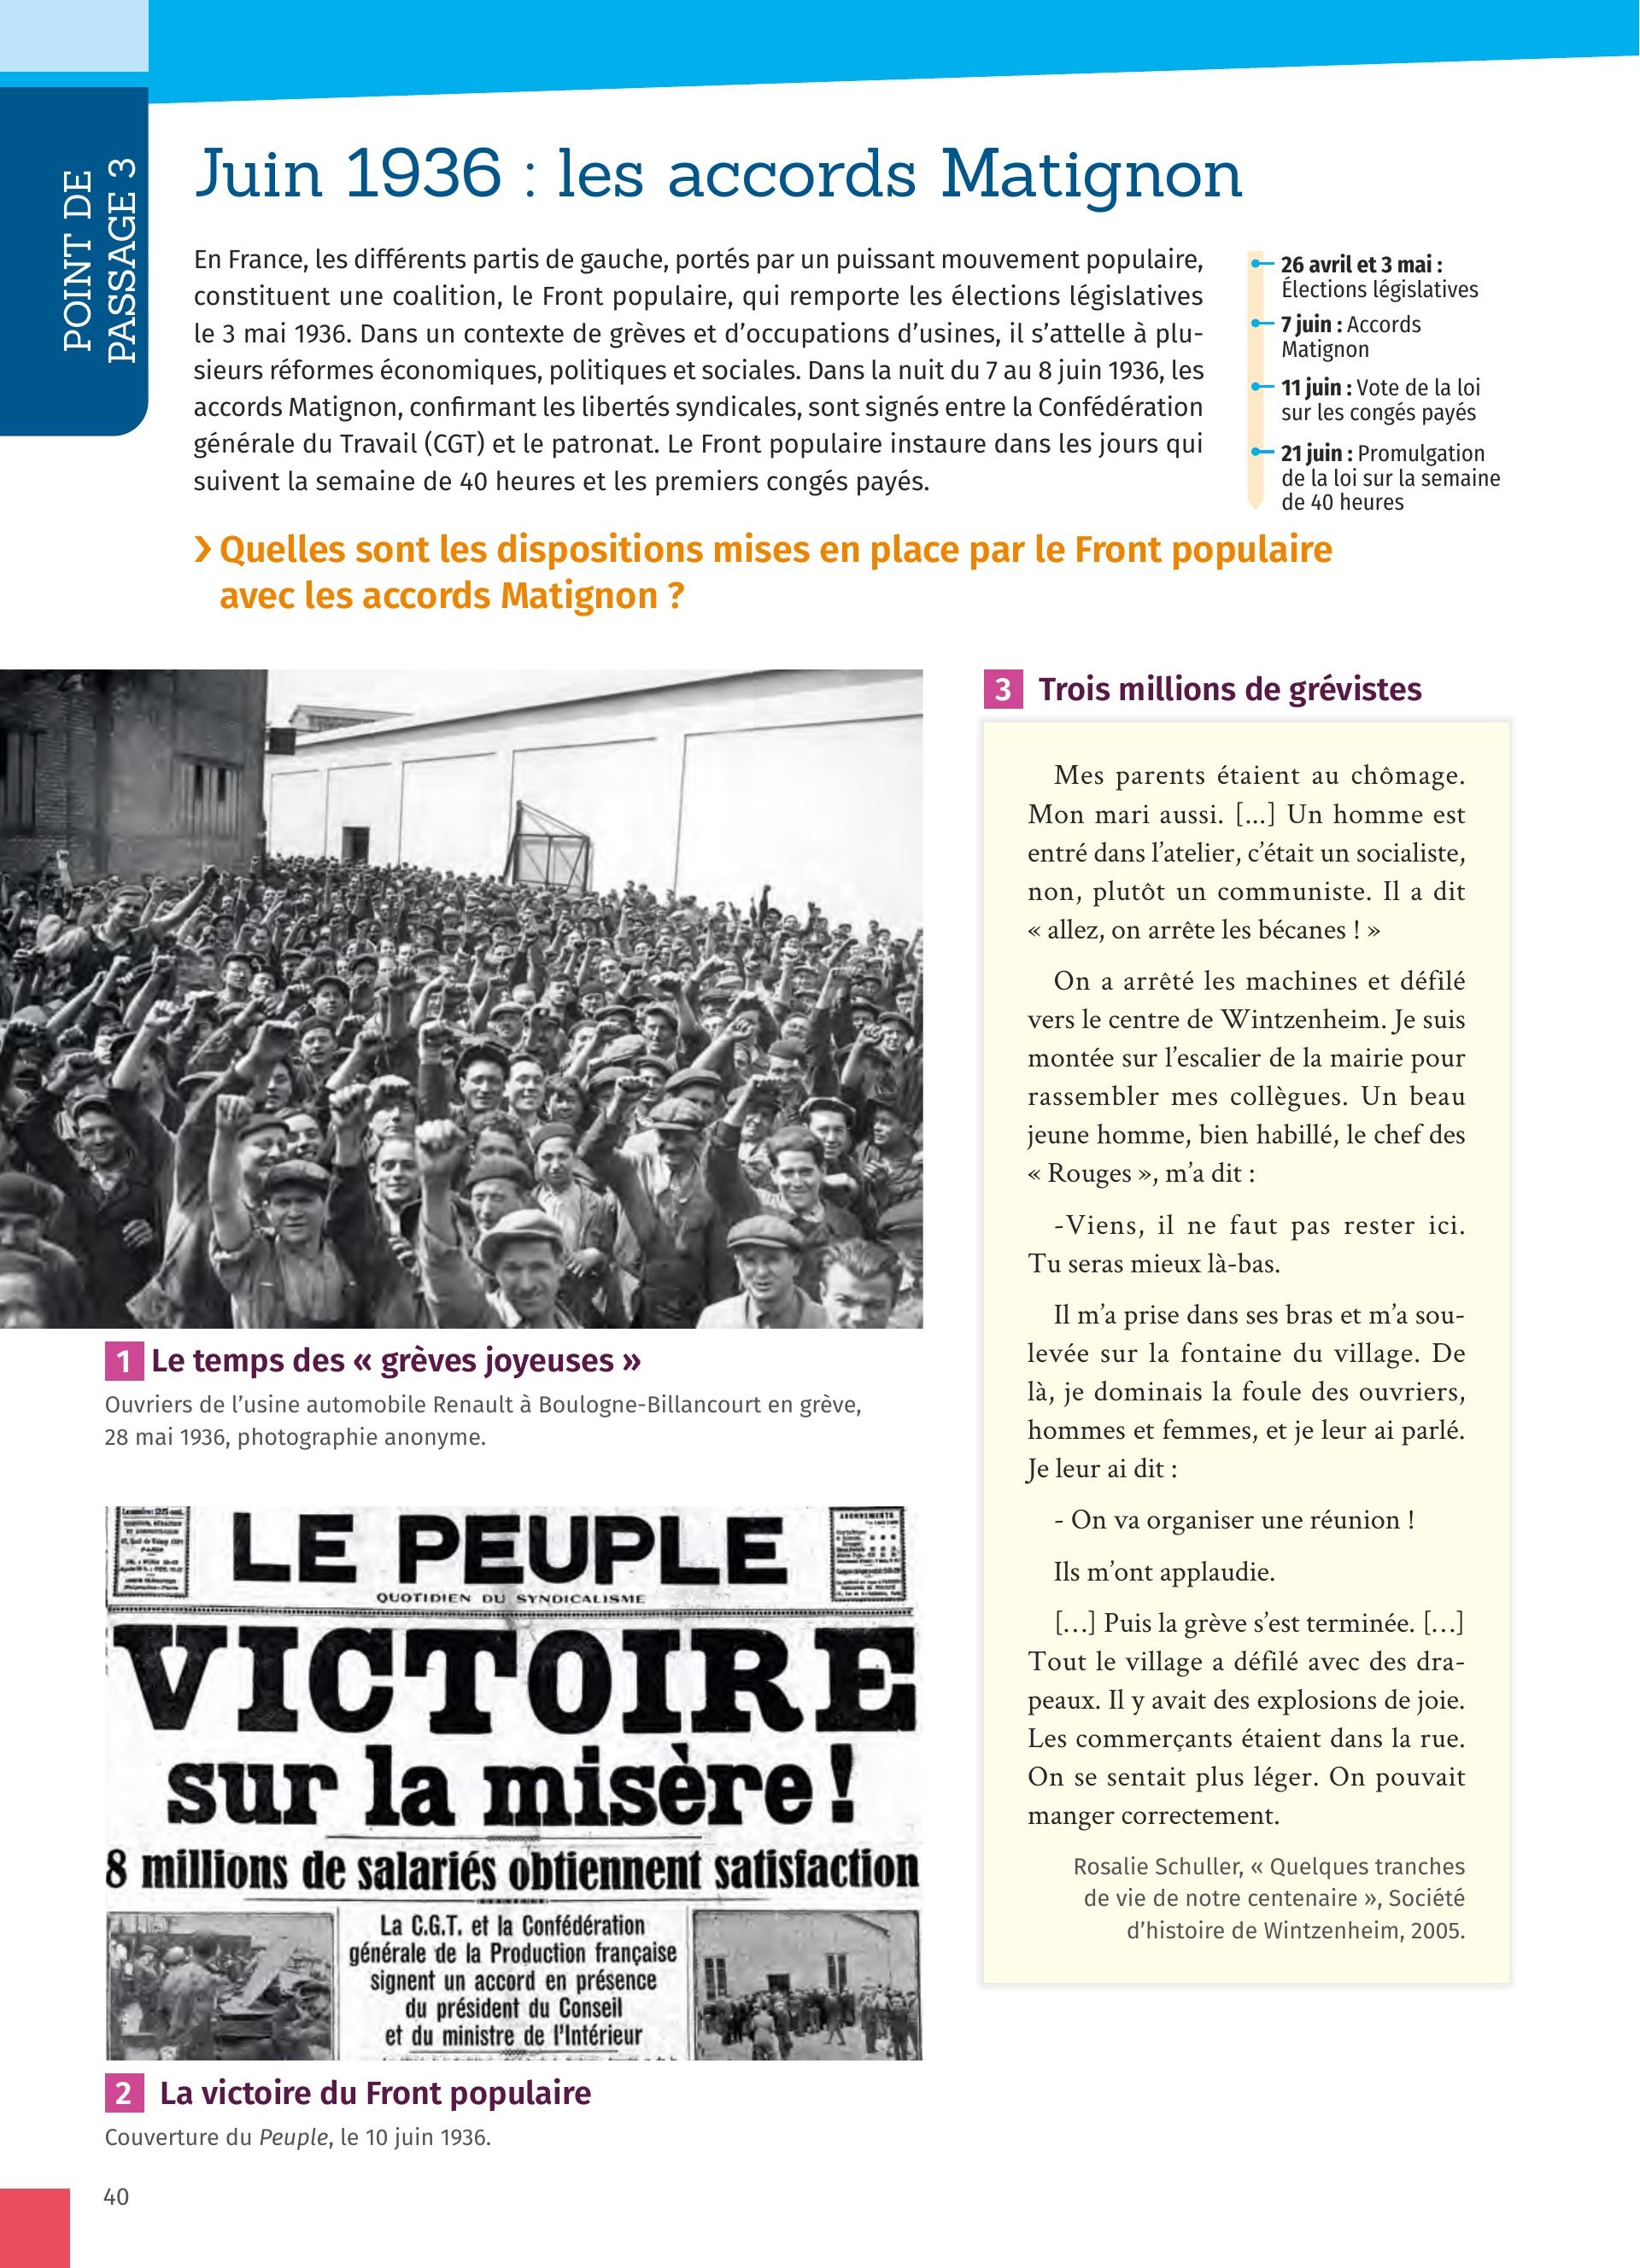 POINT DE
PASSAGE 3
Juin 1936 : les accords Matignon
En France, les différents partis de gauche, portés par un puissant mouvement populaire,
constituent une coalition, le Front populaire, qui remporte les élections législatives
le 3 mai 1936. Dans un contexte de grèves et d’occupations d’usines, il s’attelle à plu-
sieurs réformes économiques, politiques et sociales. Dans la nuit du 7 au 8 juin 1936, les
accords Matignon, confirmant les libertés syndicales, sont signés entre la Confédération
générale du Travail (CGT) et le patronat. Le Front populaire instaure dans les jours qui
suivent la semaine de 40 heures et les premiers congés payés.
26 avril et 3 mai :
Élections législatives
7 juin : Accords
Matignon
11 juin : Vote de la loi
sur les congés payés
21 juin : Promulgation
de la loi sur la semaine
de 40 heures
› Quelles sont les dispositions mises en place par le Front populaire
avec les accords Matignon ?
1 Le temps des « grèves joyeuses »
Ouvriers de l’usine automobile Renault à Boulogne-Billancourt en grève,
28 mai 1936, photographie anonyme.
LE PEUPLE
QUOTIDIEN DU SYNDICALISME
VICTOIRE
sur la misère !
8 millions de salariés obtiennent satisfaction
La C.G.T. et la Confédération
générale de la Production française
signent un accord en présence
du président du Conseil
et du ministre de l’Intérieur
2 La victoire du Front populaire
Couverture du Peuple, le 10 juin 1936.
3 Trois millions de grévistes
Mes parents étaient au chômage.
Mon mari aussi. [...] Un homme est
entré dans l’atelier, c’était un socialiste,
non, plutôt un communiste. Il a dit
« allez, on arrête les bécanes ! »
On a arrêté les machines et défilé
vers le centre de Wintzenheim. Je suis
montée sur l’escalier de la mairie pour
rassembler mes collègues. Un beau
jeune homme, bien habillé, le chef des
« Rouges », m’a dit :
-Viens, il ne faut pas rester ici.
Tu seras mieux là-bas.
Il m’a prise dans ses bras et m’a sou-
levée sur la fontaine du village. De
là, je dominais la foule des ouvriers,
hommes et femmes, et je leur ai parlé.
Je leur ai dit :
- On va organiser une réunion !
Ils m’ont applaudie.
[…] Puis la grève s’est terminée. […]
Tout le village a défilé avec des dra-
peaux. Il y avait des explosions de joie.
Les commerçants étaient dans la rue.
On se sentait plus léger. On pouvait
manger correctement.
Rosalie Schuller, « Quelques tranches
de vie de notre centenaire », Société
d’histoire de Wintzenheim, 2005.
40